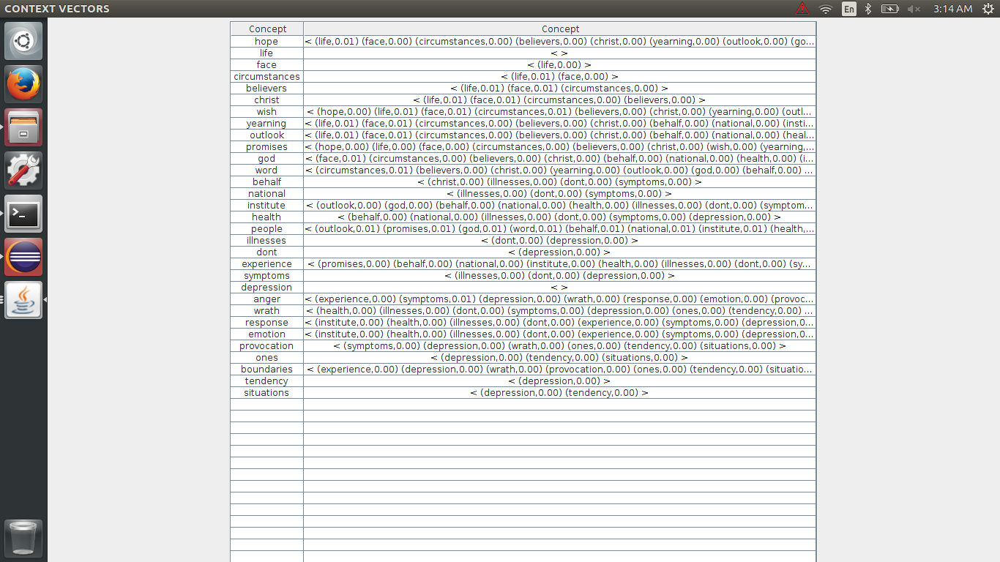 CONTEXT VECTORS En 3:14 AM
Concept Concept
hope < (life,0.01) (face,0.00) (circumstances,0.00) (believers,0.00) (christ,0.00) (yearning,0.00) (outlook,0.00) (go...
life < >
face < (life,0.00) >
circumstances < (life,0.01) (face,0.00) >
believers < (life,0.01) (face,0.01) (circumstances,0.00) >
christ < (life,0.01) (face,0.01) (circumstances,0.00) (believers,0.00) >
wish < (hope,0.00) (life,0.01) (face,0.01) (circumstances,0.01) (believers,0.00) (christ,0.00) (yearning,0.00) (outl...
yearning < (life,0.01) (face,0.01) (circumstances,0.00) (believers,0.00) (christ,0.00) (behalf,0.00) (national,0.00) (insti...
outlook < (life,0.01) (face,0.01) (circumstances,0.00) (believers,0.00) (christ,0.00) (behalf,0.00) (national,0.00) (heal...
promises < (hope,0.00) (life,0.00) (face,0.00) (circumstances,0.00) (believers,0.00) (christ,0.00) (wish,0.00) (yearning,...
god < (face,0.01) (circumstances,0.00) (believers,0.00) (christ,0.00) (behalf,0.00) (national,0.00) (health,0.00) (i...
word < (circumstances,0.01) (believers,0.00) (christ,0.00) (yearning,0.00) (outlook,0.00) (god,0.00) (behalf,0.00) ...
behalf < (christ,0.00) (illnesses,0.00) (dont,0.00) (symptoms,0.00) >
national < (illnesses,0.00) (dont,0.00) (symptoms,0.00) >
institute < (outlook,0.00) (god,0.00) (behalf,0.00) (national,0.00) (health,0.00) (illnesses,0.00) (dont,0.00) (symptom...
health < (behalf,0.00) (national,0.00) (illnesses,0.00) (dont,0.00) (symptoms,0.00) (depression,0.00) >
people < (outlook,0.01) (promises,0.01) (god,0.01) (word,0.01) (behalf,0.01) (national,0.01) (institute,0.01) (health,...
illnesses < (dont,0.00) (depression,0.00) >
dont < (depression,0.00) >
experience < (promises,0.00) (behalf,0.00) (national,0.00) (institute,0.00) (health,0.00) (illnesses,0.00) (dont,0.00) (sy...
symptoms < (illnesses,0.00) (dont,0.00) (depression,0.00) >
depression < >
anger < (experience,0.00) (symptoms,0.01) (depression,0.00) (wrath,0.00) (response,0.00) (emotion,0.00) (provoc...
wrath < (health,0.00) (illnesses,0.00) (dont,0.00) (symptoms,0.00) (depression,0.00) (ones,0.00) (tendency,0.00) ...
response < (institute,0.00) (health,0.00) (illnesses,0.00) (dont,0.00) (experience,0.00) (symptoms,0.00) (depression,0...
emotion < (institute,0.00) (health,0.00) (illnesses,0.00) (dont,0.00) (experience,0.00) (symptoms,0.00) (depression,0...
provocation < (symptoms,0.00) (depression,0.00) (wrath,0.00) (ones,0.00) (tendency,0.00) (situations,0.00) >
ones < (depression,0.00) (tendency,0.00) (situations,0.00) >
boundaries < (experience,0.00) (depression,0.00) (wrath,0.00) (provocation,0.00) (ones,0.00) (tendency,0.00) (situatio...
tendency < (depression,0.00) >
situations < (depression,0.00) (tendency,0.00) >